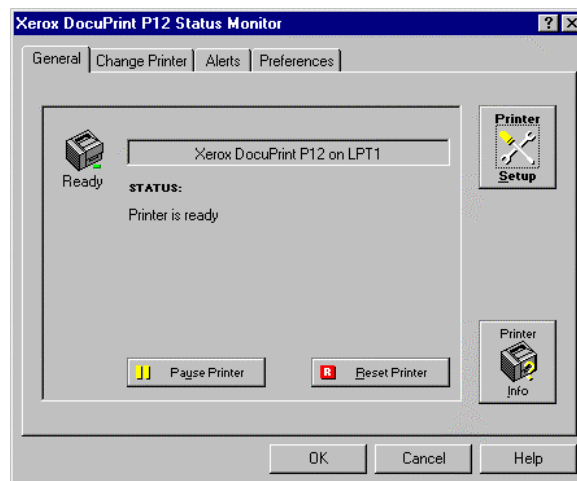 Xerox DocuPrint P12 Status Monitor
General Change Printer Alerts Preferences
Xerox DocuPrint P12 on LPT1
Ready
STATUS:
Printer is ready
Printer
Setup
Pause Printer
R Reset Printer
Printer
Info
OK Cancel Help